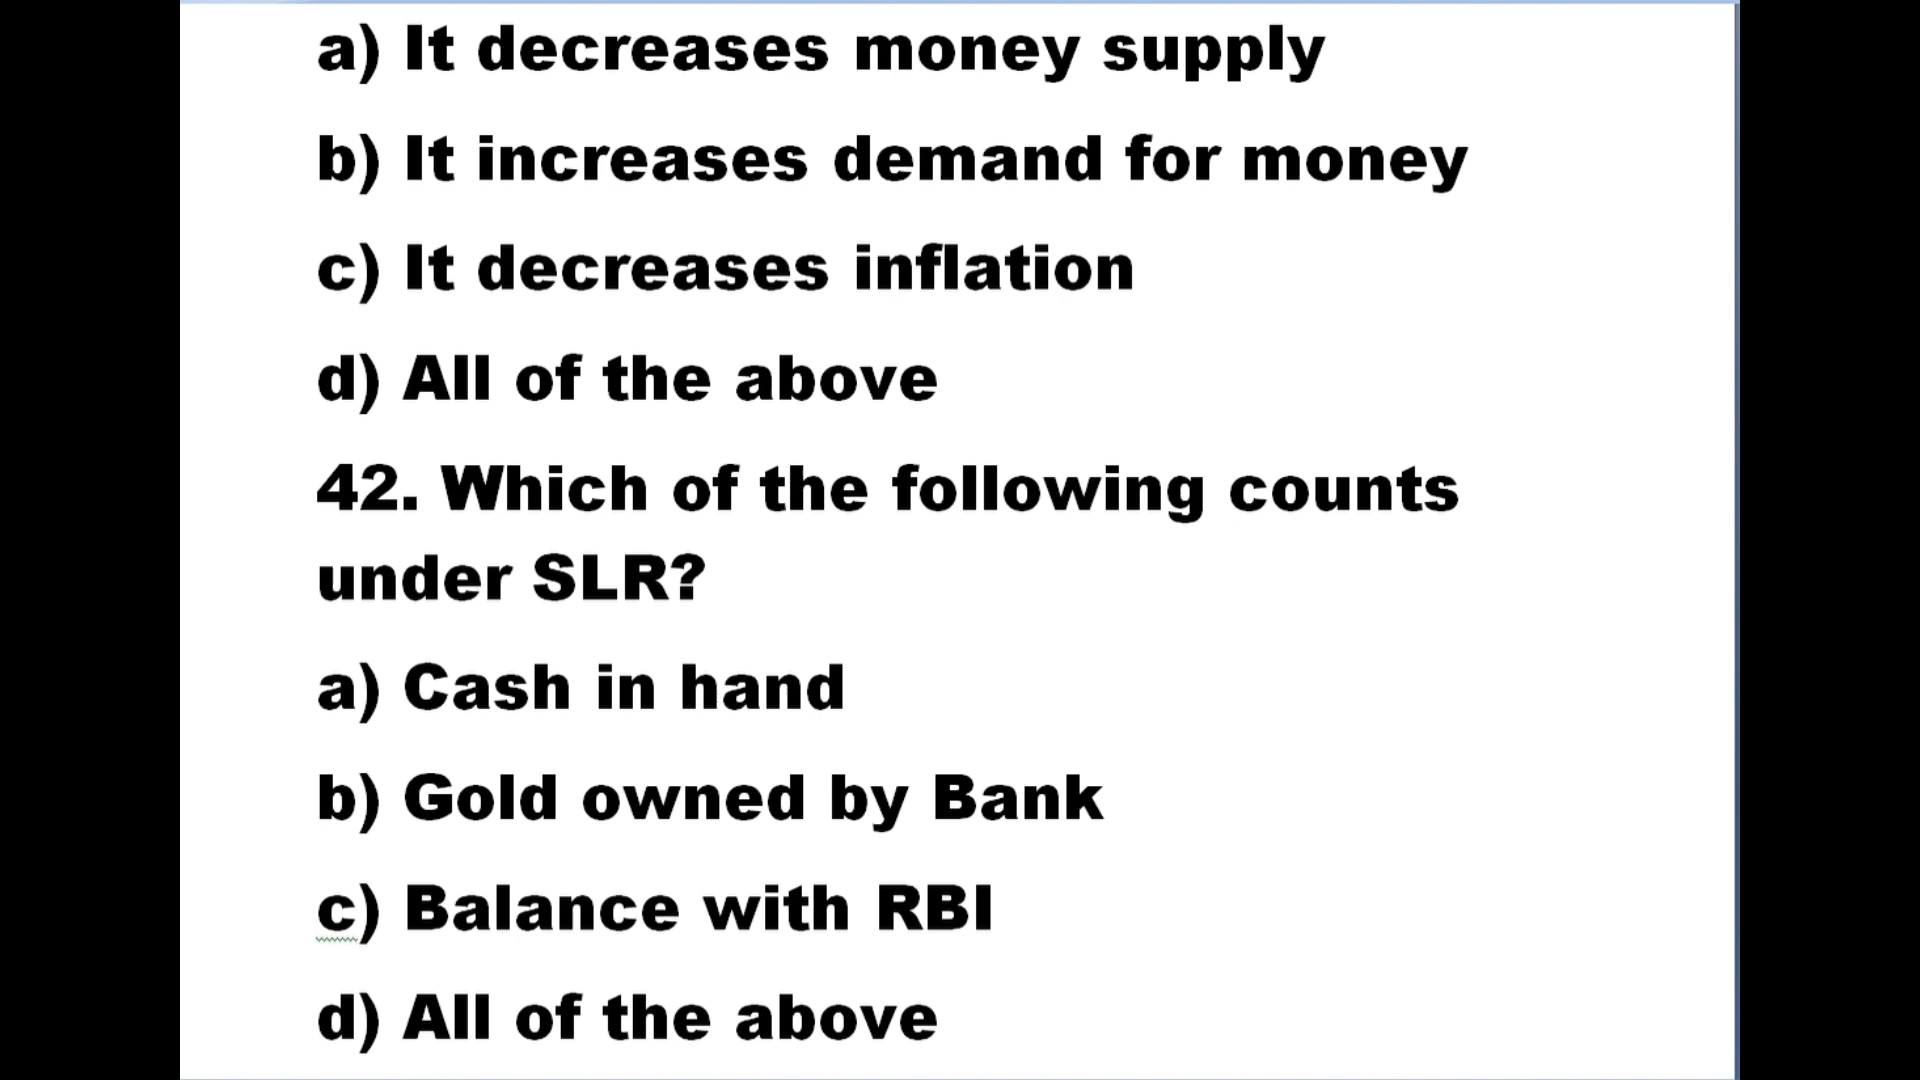 a) It decreases money supply
b) It increases demand for money
c) It decreases inflation
d) All of the above
42. Which of the following counts
under SLR?
a) Cash in hand
b) Gold owned by Bank
c) Balance with RBI
d) All of the above